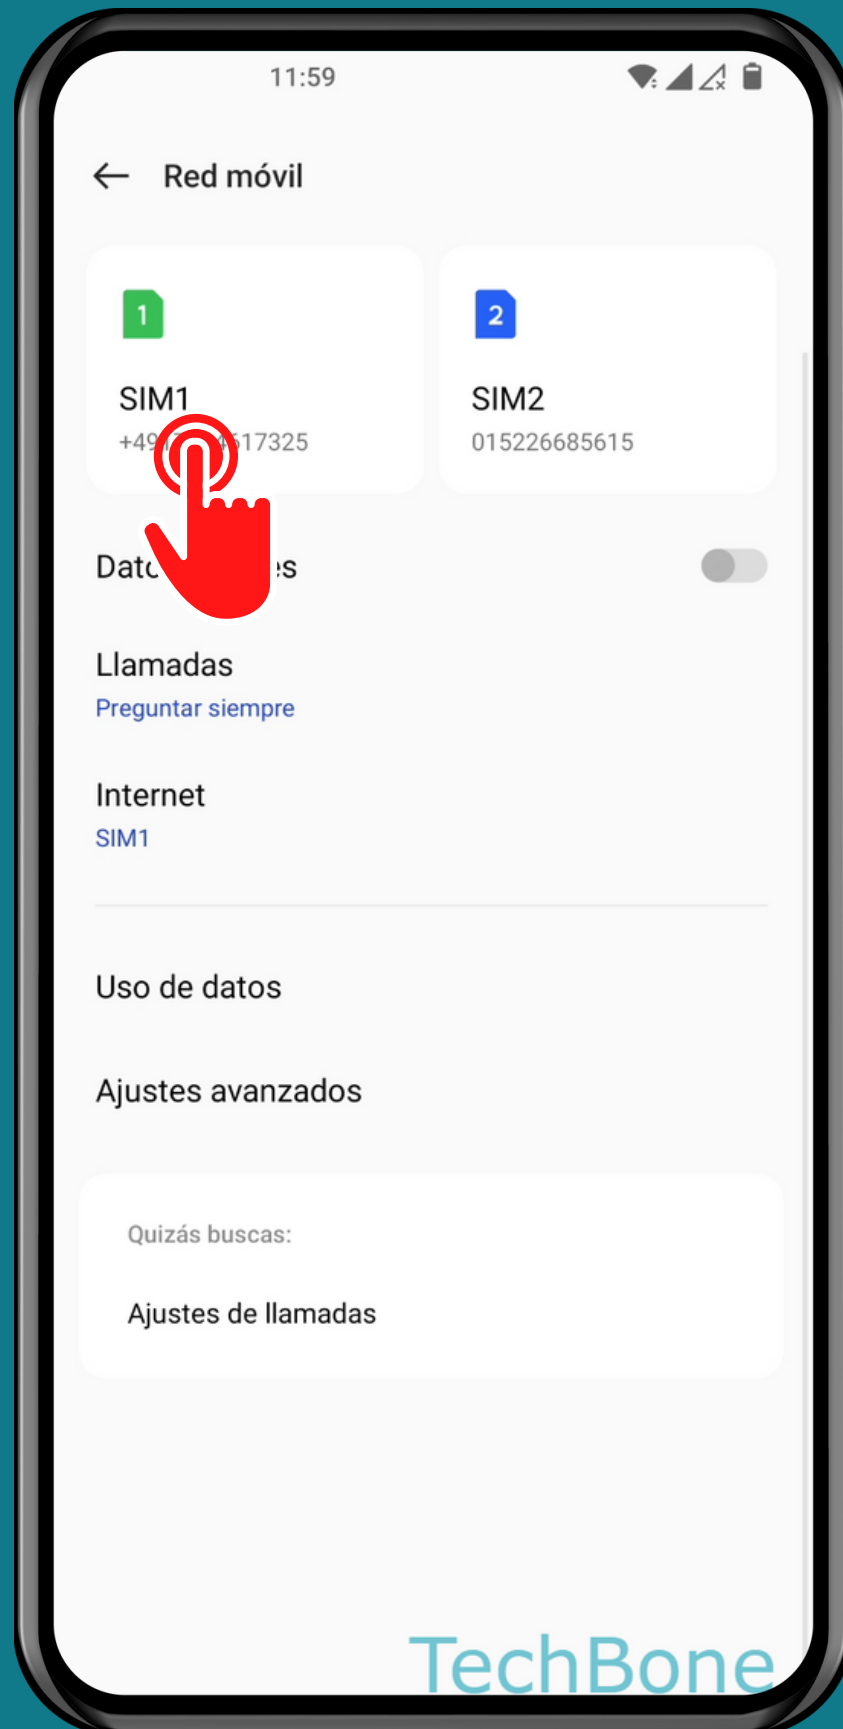 11:59
Red móvil
1
2
SIM1
SIM2
015226685615
Llamadas
Preguntar siempre
Internet
SIM1
Uso de datos
Ajustes avanzados
Quizás buscas:
Ajustes de llamadas
TechBone